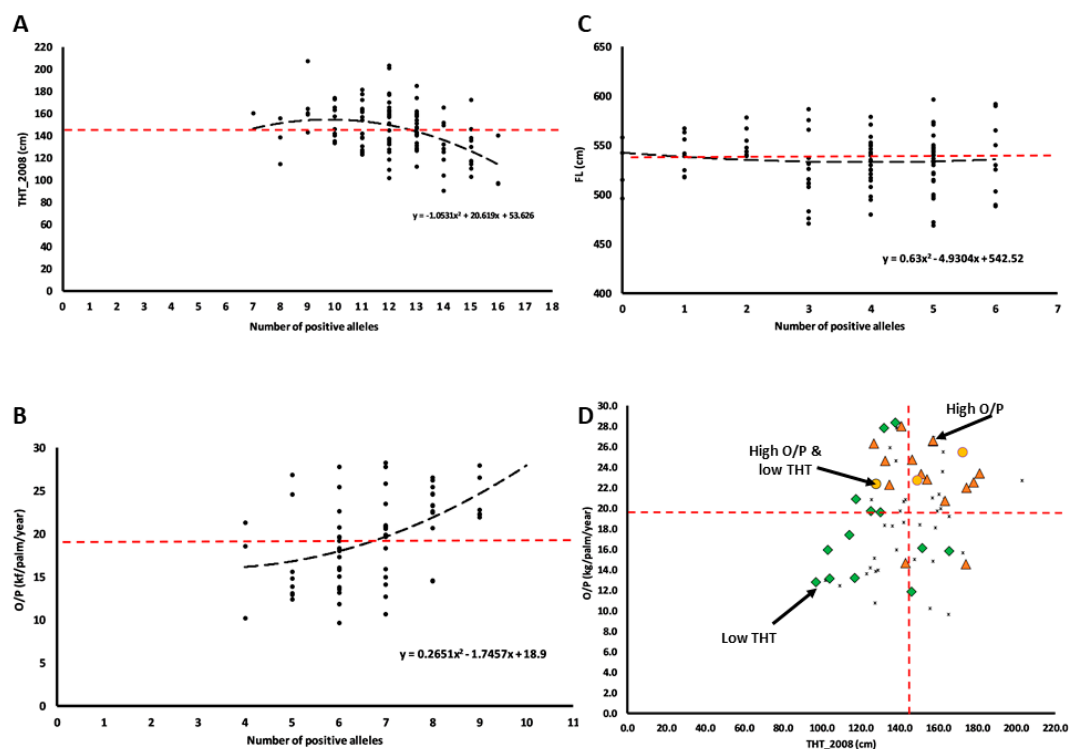 A
220
200
180
160
140
120
100
80
60
40
20
0
THT_2008 (cm)
y = -1.0531x² + 20.619x + 53.626
0 1 2 3 4 5 6 7 8 9 10 11 12 13 14 15 16 17 18
Number of positive alleles
C
650
600
550
500
450
400
FL (cm)
y = 0.63x² - 4.9304x + 542.52
0 1 2 3 4 5 6 7
Number of positive alleles
B
30
25
20
15
10
5
0
O/P (kf/palm/year)
y = 0.2651x² - 1.7457x + 18.9
0 1 2 3 4 5 6 7 8 9 10 11
Number of positive alleles
D
30.0
28.0
26.0
24.0
22.0
20.0
18.0
16.0
14.0
12.0
10.0
8.0
6.0
4.0
2.0
0.0
O/P (kg/palm/year)
High O/P
High O/P &
low THT
Low THT
0.0 20.0 40.0 60.0 80.0 100.0 120.0 140.0 160.0 180.0 200.0 220.0
THT_2008 (cm)